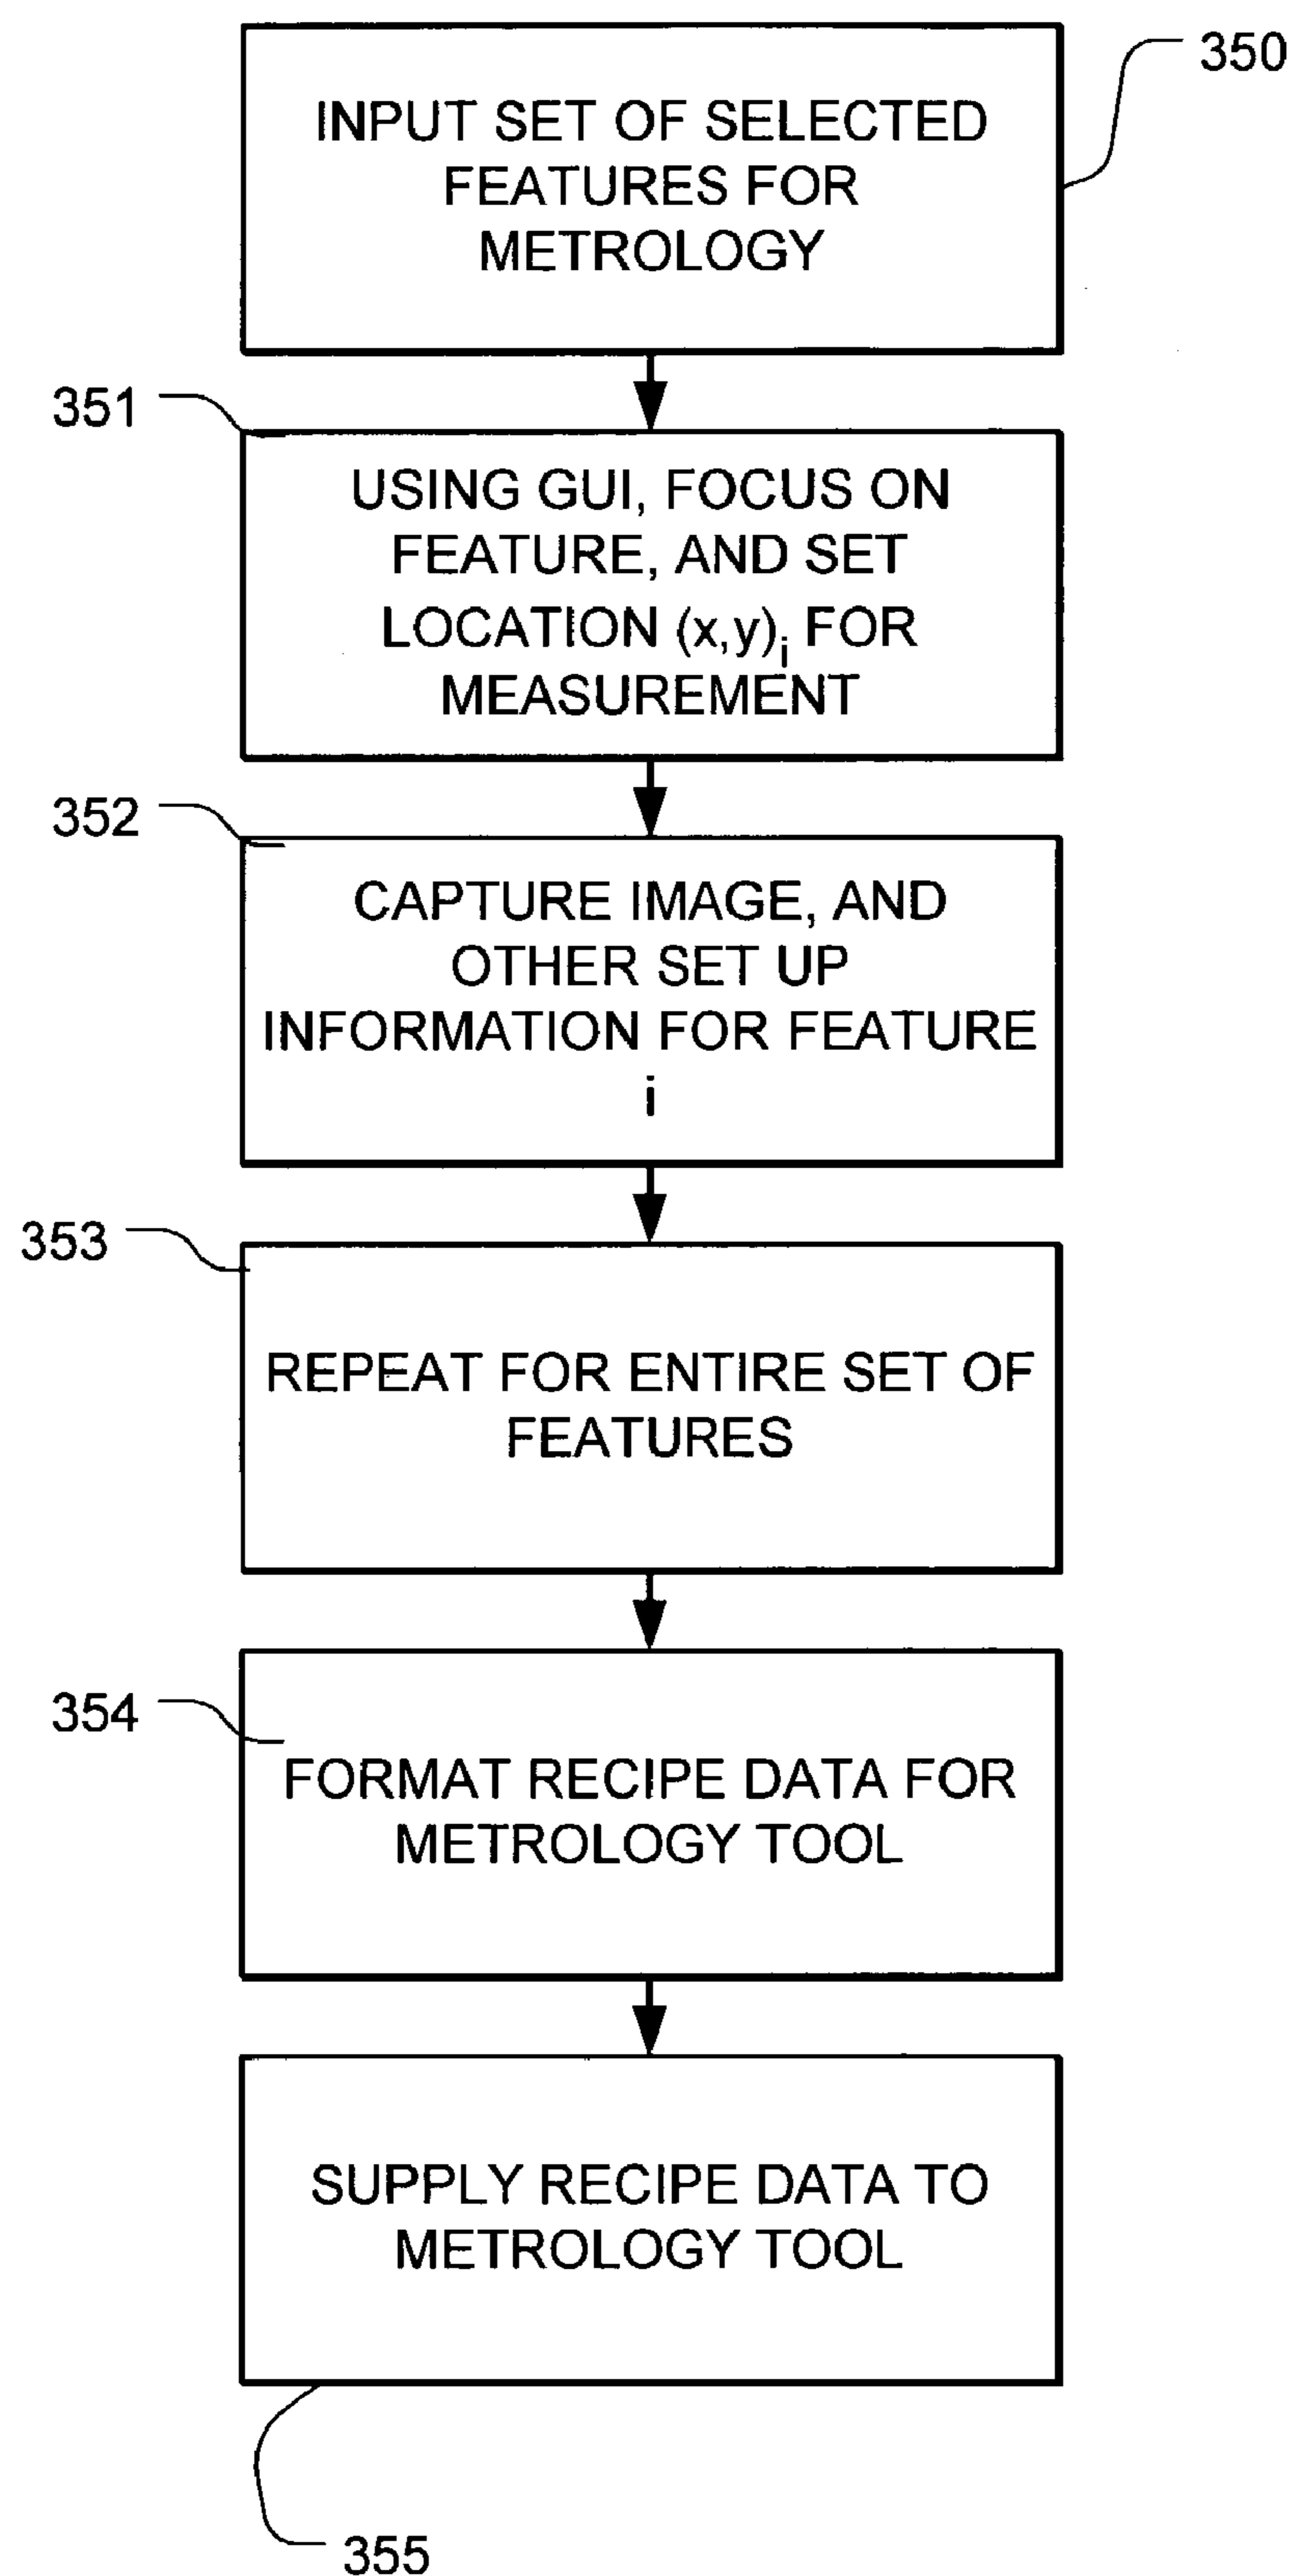 350
INPUT SET OF SELECTED
FEATURES FOR
METROLOGY
351
USING GUI, FOCUS ON
FEATURE, AND SET
LOCATION (x,y)i FOR
MEASUREMENT
352
CAPTURE IMAGE, AND
OTHER SET UP
INFORMATION FOR FEATURE
i
353
REPEAT FOR ENTIRE SET OF
FEATURES
354
FORMAT RECIPE DATA FOR
METROLOGY TOOL
SUPPLY RECIPE DATA TO
METROLOGY TOOL
355